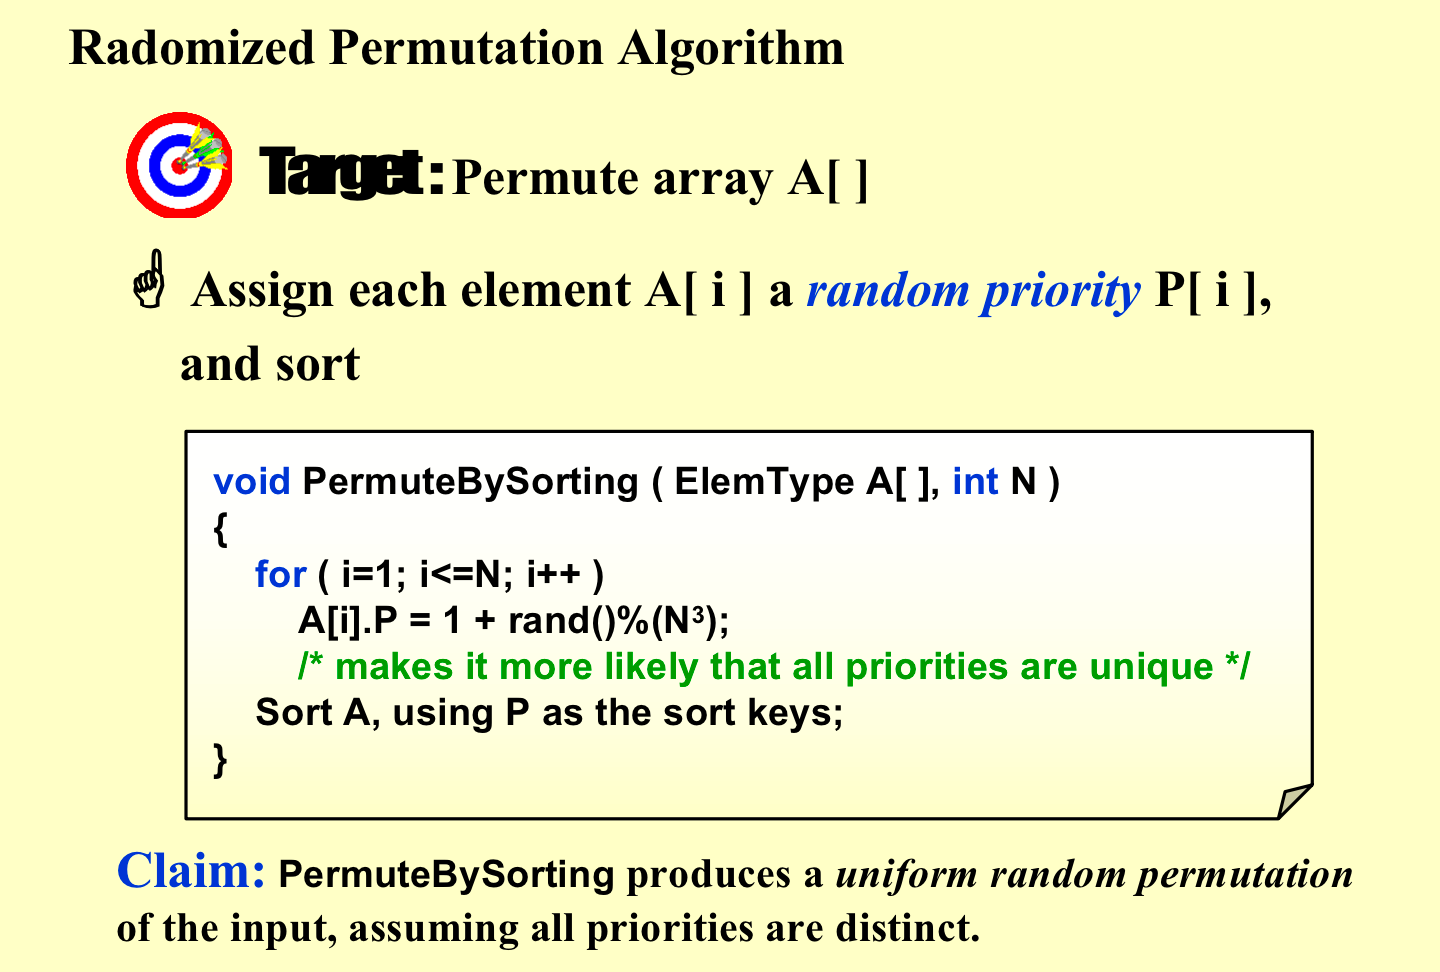 Radomized Permutation Algorithm
Target: Permute array A[ ]
Assign each element A[ i ] a random priority P[ i ],
and sort
void PermuteBySorting ( ElemType A[ ], int N )
{
for ( i=1; i<=N; i++ )
A[i].P = 1 + rand()%(N³);
/* makes it more likely that all priorities are unique */
Sort A, using P as the sort keys;
}
Claim: PermuteBySorting produces a uniform random permutation
of the input, assuming all priorities are distinct.